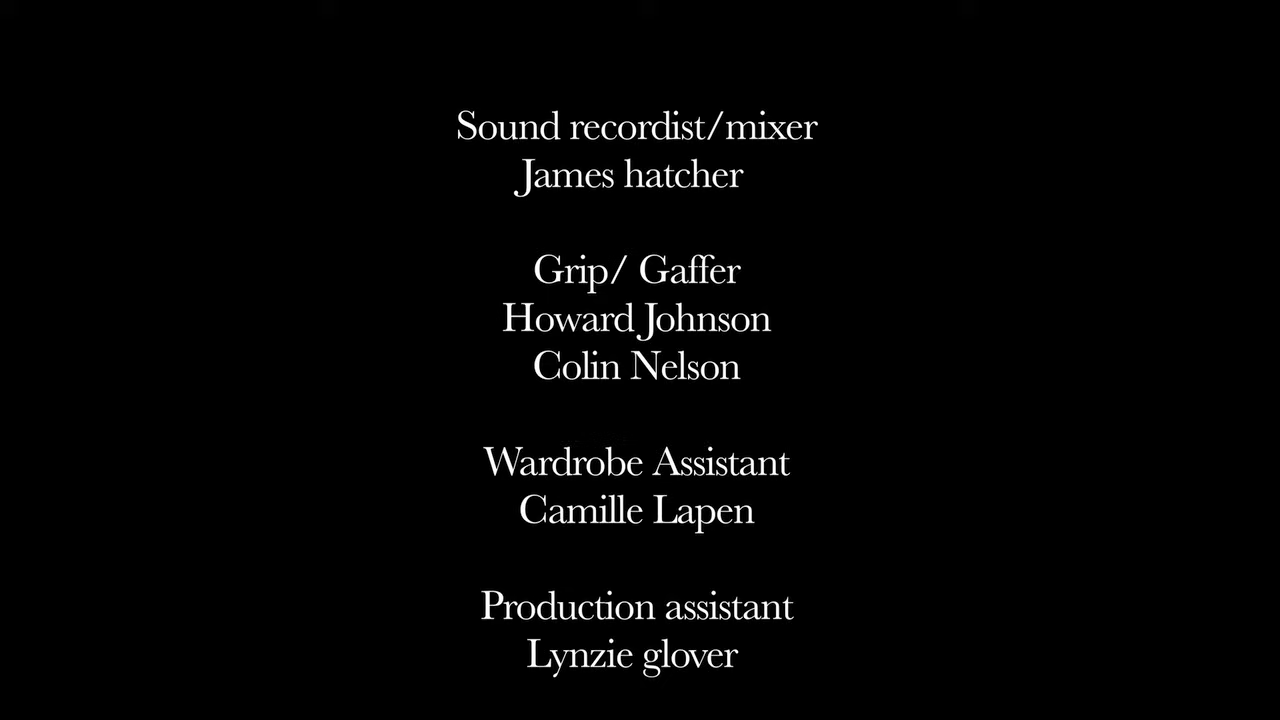 Sound recordist/mixer
James hatcher
Grip/ Gaffer
Howard Johnson
Colin Nelson
Wardrobe Assistant
Camille Lapen
Production assistant
Lynzie glover